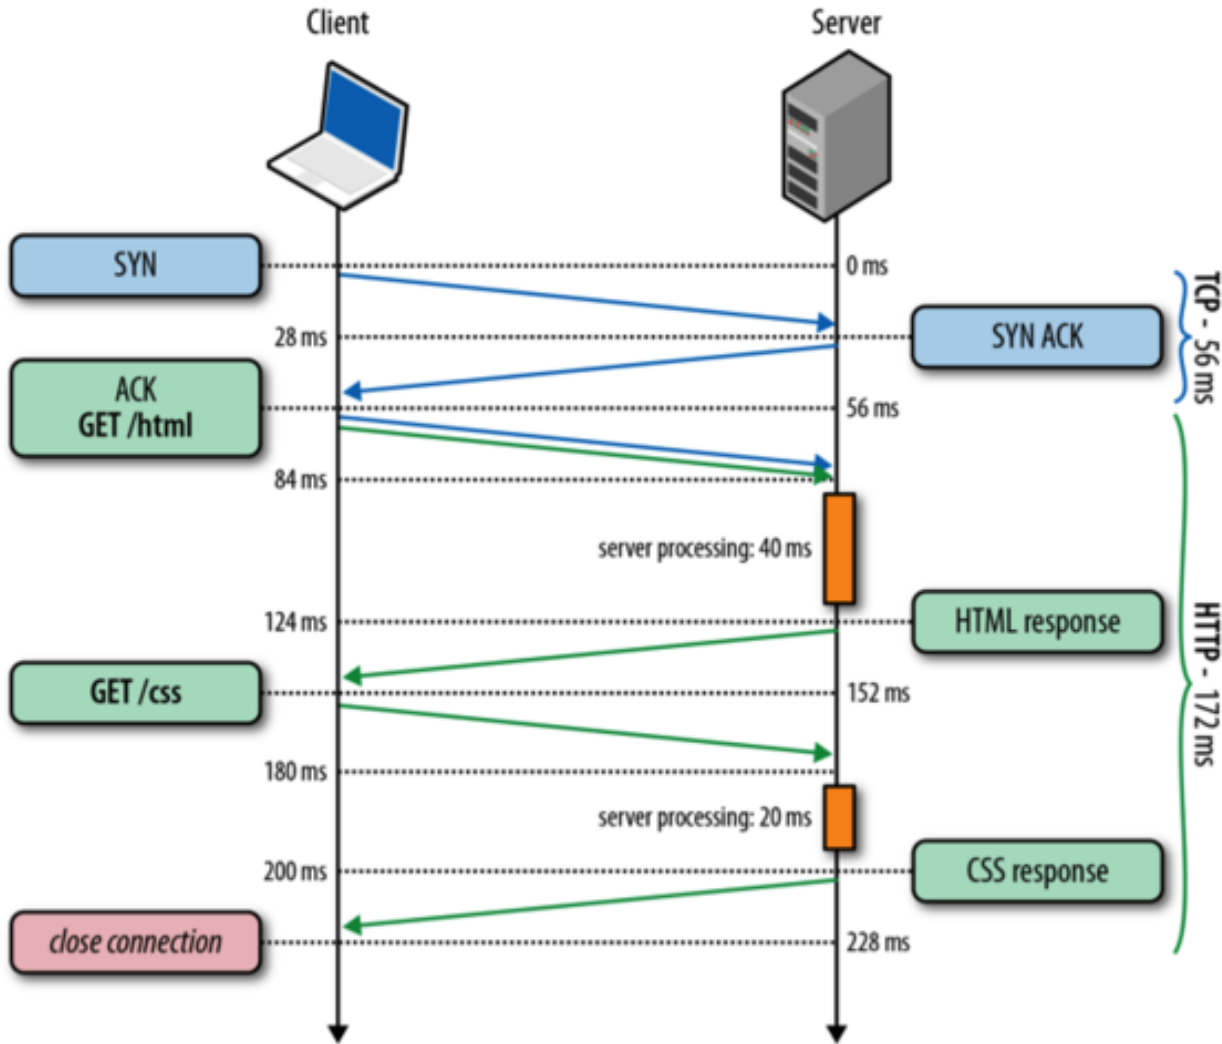 Client
Server
SYN
0 ms
28 ms
SYN ACK
TCP - 56 ms
ACK
GET /html
56 ms
84 ms
server processing: 40 ms
124 ms
HTML response
HTTP - 172 ms
GET /css
152 ms
180 ms
server processing: 20 ms
200 ms
CSS response
close connection
228 ms